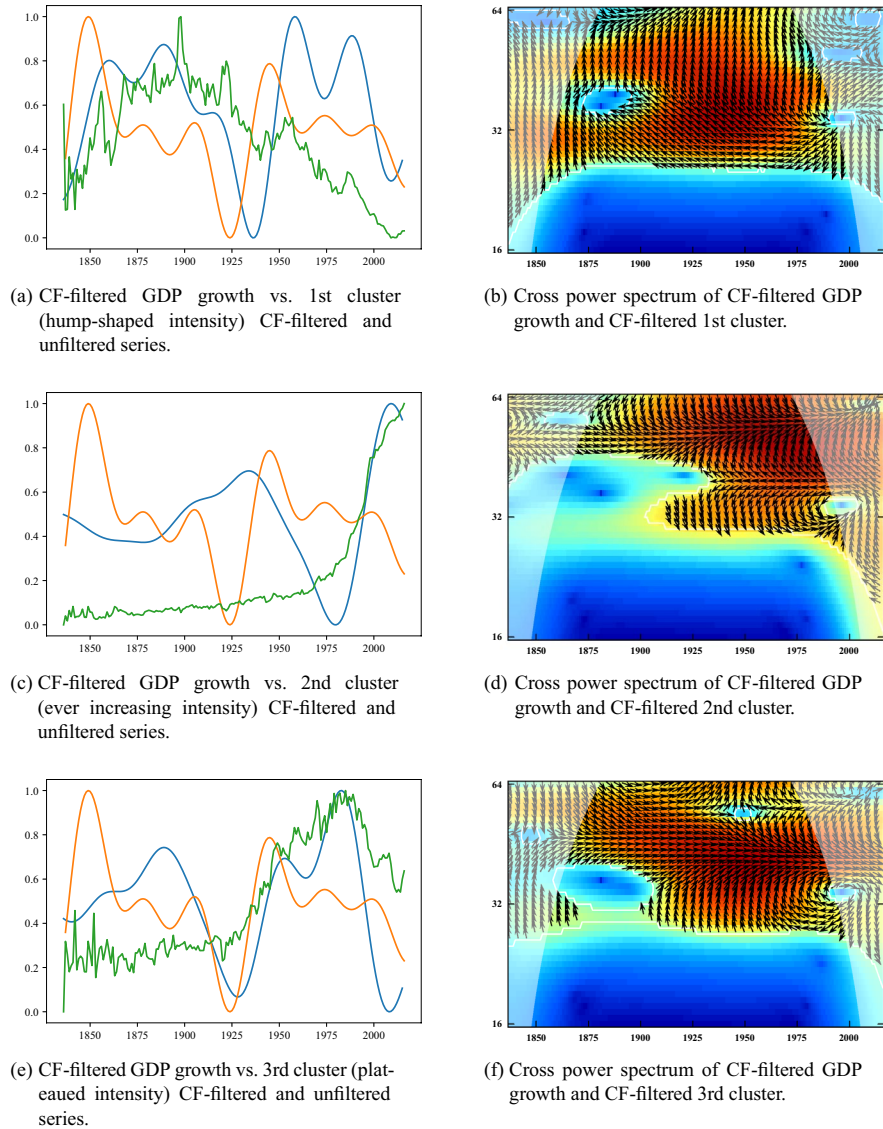 1.0
0.8
0.6
0.4
0.2
0.0
1850 1875 1900 1925 1950 1975 2000
64
32
16
1850 1875 1900 1925 1950 1975 2000
(a) CF-filtered GDP growth vs. 1st cluster
(hump-shaped intensity) CF-filtered and
unfiltered series.
(b) Cross power spectrum of CF-filtered GDP
growth and CF-filtered 1st cluster.
1.0
0.8
0.6
0.4
0.2
0.0
1850 1875 1900 1925 1950 1975 2000
64
32
16
1850 1875 1900 1925 1950 1975 2000
(c) CF-filtered GDP growth vs. 2nd cluster
(ever increasing intensity) CF-filtered and
unfiltered series.
(d) Cross power spectrum of CF-filtered GDP
growth and CF-filtered 2nd cluster.
1.0
0.8
0.6
0.4
0.2
0.0
1850 1875 1900 1925 1950 1975 2000
64
32
16
1850 1875 1900 1925 1950 1975 2000
(e) CF-filtered GDP growth vs. 3rd cluster (plat-
eaued intensity) CF-filtered and unfiltered
series.
(f) Cross power spectrum of CF-filtered GDP
growth and CF-filtered 3rd cluster.